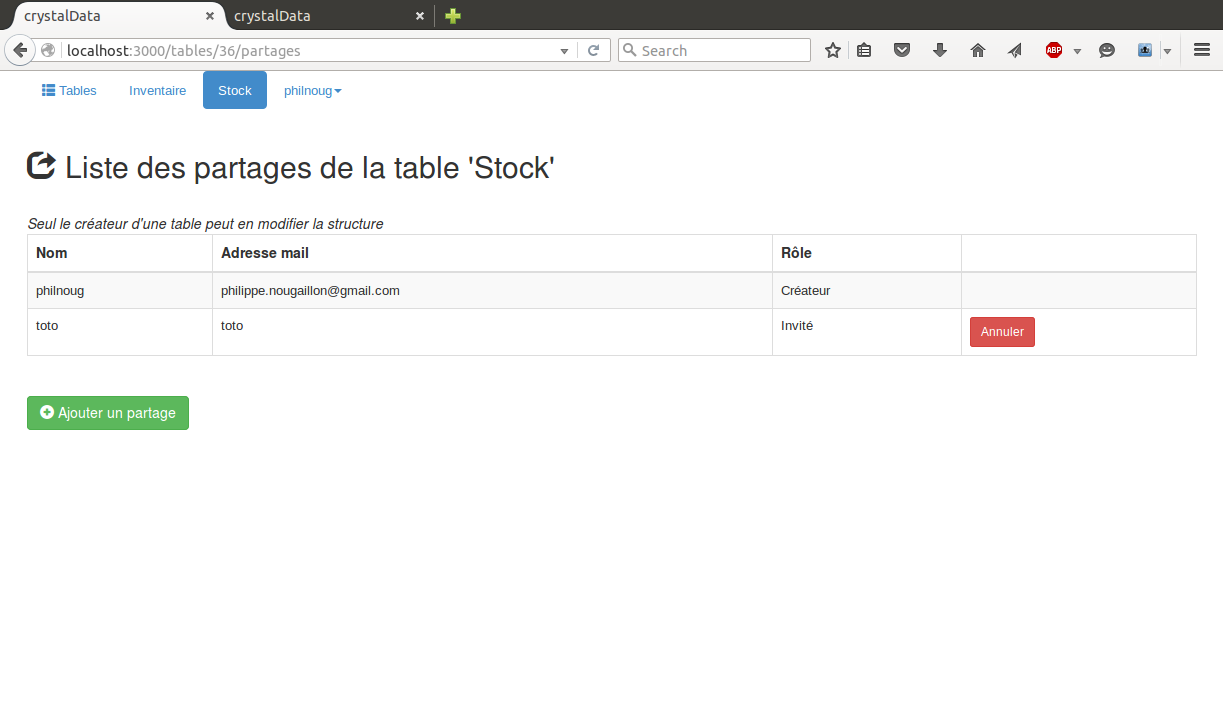 crystalData crystalData
localhost:3000/tables/36/partages Search ABP
Tables Inventaire Stock philnoug
Liste des partages de la table 'Stock'
Seul le créateur d'une table peut en modifier la structure
Nom Adresse mail Rôle
philnoug philippe.nougaillon@gmail.com Créateur
toto toto Invité Annuler
Ajouter un partage